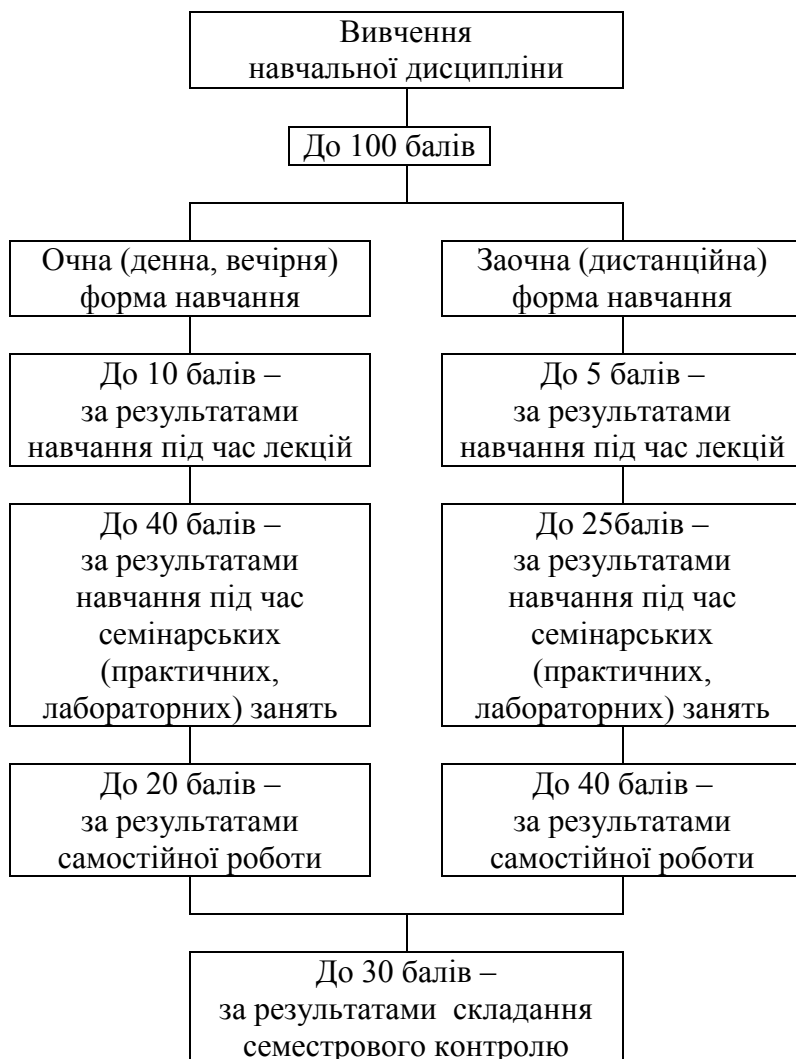 Вивчення
навчальної дисципліни
До 100 балів
Очна (денна, вечірня)
форма навчання
Заочна (дистанційна)
форма навчання
До 10 балів –
за результатами
навчання під час лекцій
До 5 балів –
за результатами
навчання під час лекцій
До 40 балів –
за результатами
навчання під час
семінарських
(практичних,
лабораторних) занять
До 25балів –
за результатами
навчання під час
семінарських
(практичних,
лабораторних) занять
До 20 балів –
за результатами
самостійної роботи
До 40 балів –
за результатами
самостійної роботи
До 30 балів –
за результатами складання
семестрового контролю